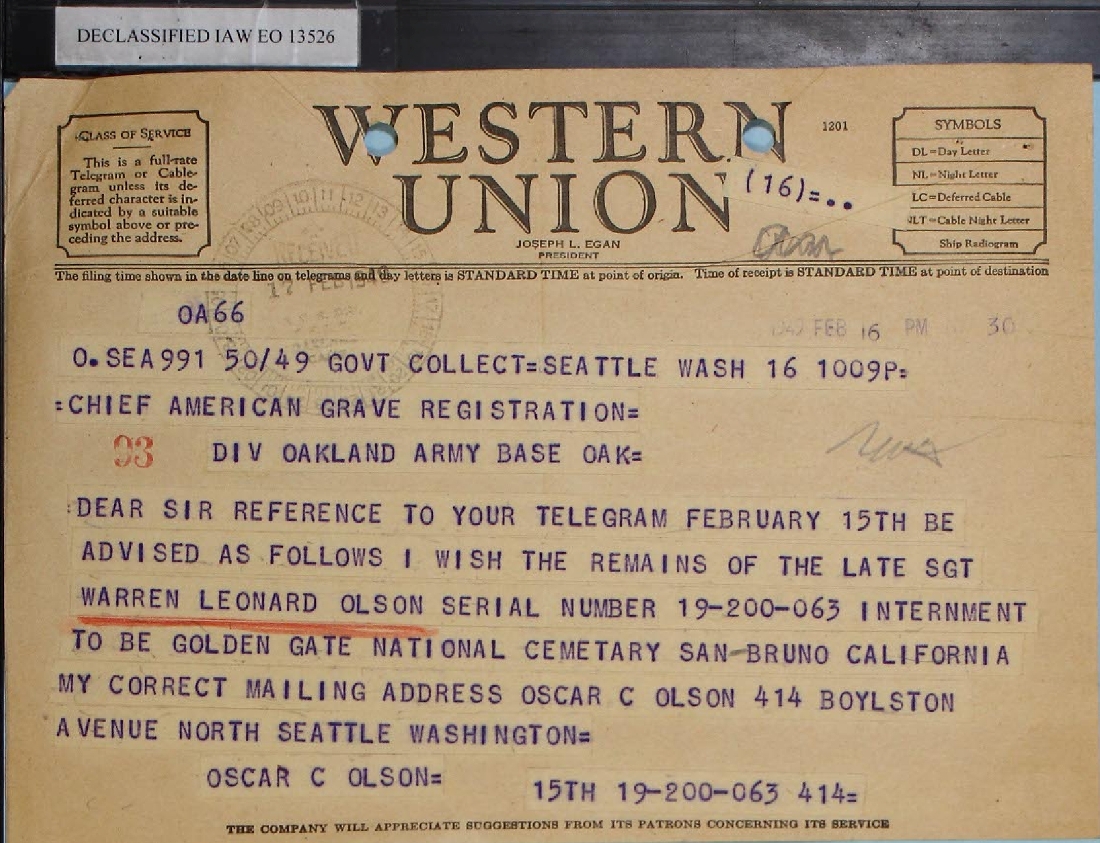 DECLASSIFIED IAW EO 13526
CLASS OF SERVICE
This is a full-rate
Telegram or Cable-
gram unless its de-
ferred character is in-
dicated by a suitable
symbol above or pre-
ceding the address.
WESTERN
UNION
JOSEPH L. EGAN
PRESIDENT
1201
(16)=..
SYMBOLS
DL=Day Letter
NL=Night Letter
LC=Deferred Cable
NLT=Cable Night Letter
Ship Radiogram
The filing time shown in the date line on telegrams and day letters is STANDARD TIME at point of origin. Time of receipt is STANDARD TIME at point of destination
RECEIVED
17 FEB
OA66
FEB 16 PM 30
O.SEA991 50/49 GOVT COLLECT=SEATTLE WASH 16 1009P=
=CHIEF AMERICAN GRAVE REGISTRATION=
93 DIV OAKLAND ARMY BASE OAK=
:DEAR SIR REFERENCE TO YOUR TELEGRAM FEBRUARY 15TH BE
ADVISED AS FOLLOWS I WISH THE REMAINS OF THE LATE SGT
WARREN LEONARD OLSON SERIAL NUMBER 19-200-063 INTERNMENT
TO BE GOLDEN GATE NATIONAL CEMETARY SAN-BRUNO CALIFORNIA
MY CORRECT MAILING ADDRESS OSCAR C OLSON 414 BOYLSTON
AVENUE NORTH SEATTLE WASHINGTON=
OSCAR C OLSON=
15TH 19-200-063 414=
THE COMPANY WILL APPRECIATE SUGGESTIONS FROM ITS PATRONS CONCERNING ITS SERVICE